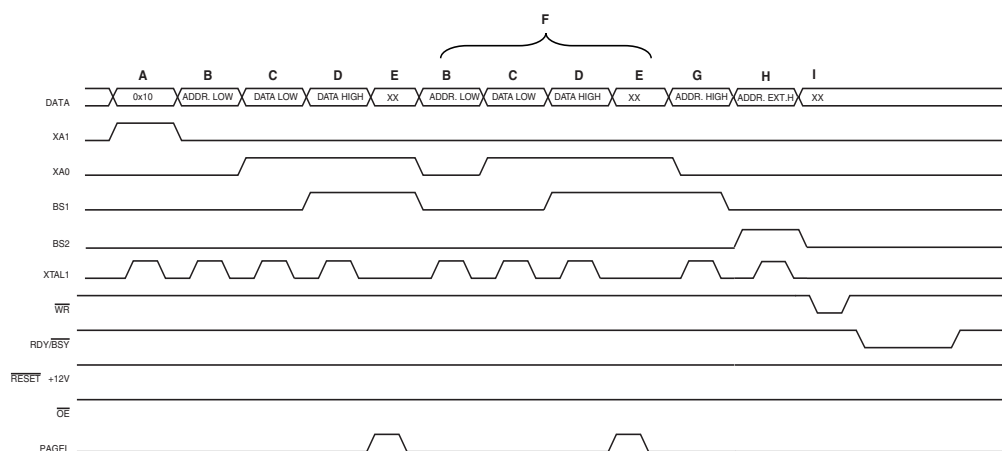 F
A B C D E B C D E G H I
DATA 0x10 ADDR. LOW DATA LOW DATA HIGH XX ADDR. LOW DATA LOW DATA HIGH XX ADDR. HIGH ADDR. EXT.H XX
XA1
XA0
BS1
BS2
XTAL1
WR
RDY/BSY
RESET +12V
OE
PAGEL